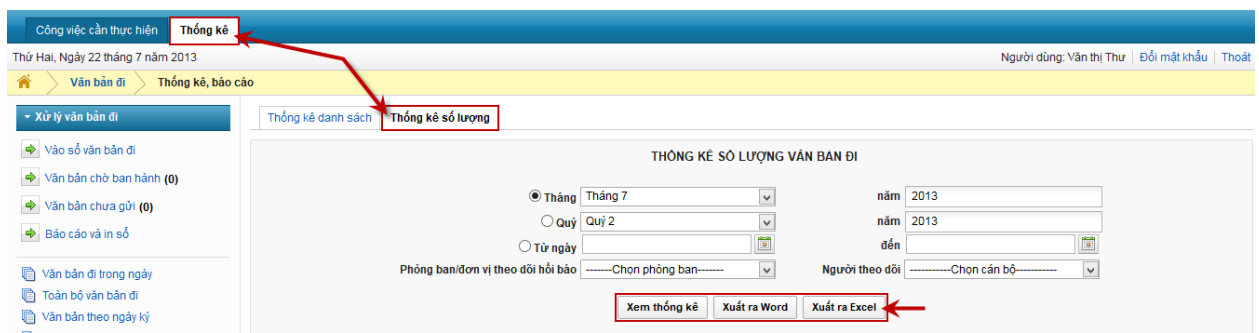 Công việc cần thực hiện Thống kê
Thứ Hai, Ngày 22 tháng 7 năm 2013 Người dùng: Văn thị Thư | Đổi mật khẩu | Thoát
Văn bản đi Thống kê, báo cáo
Xử lý văn bản đi
Vào sổ văn bản đi
Văn bản chờ ban hành (0)
Văn bản chưa gửi (0)
Báo cáo và in sổ
Văn bản đi trong ngày
Toàn bộ văn bản đi
Văn bản theo ngày ký
Thống kê danh sách Thống kê số lượng
THỐNG KÊ SỐ LƯỢNG VĂN BẢN ĐI
Tháng Tháng 7 năm 2013
Quý Quý 2 năm 2013
Từ ngày đến
Phòng ban/đơn vị theo dõi hồi báo -------Chọn phòng ban------- Người theo dõi -----------Chọn cán bộ-----------
Xem thống kê Xuất ra Word Xuất ra Excel